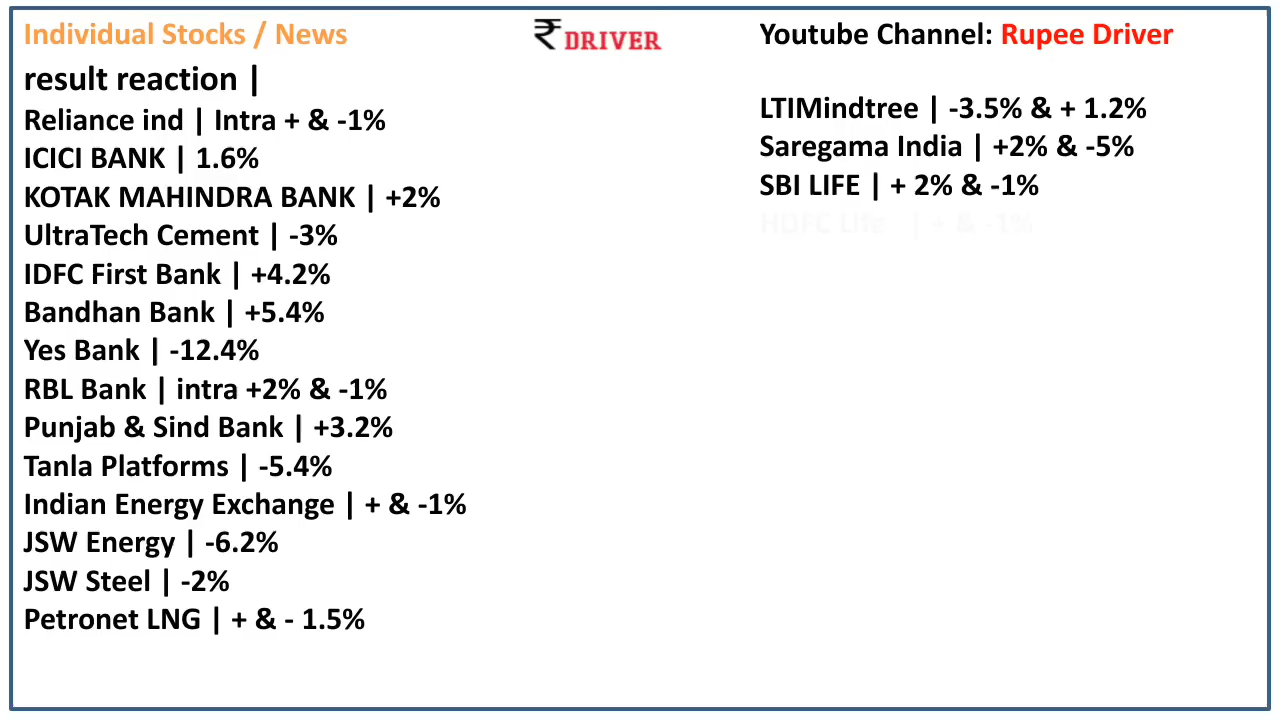 Individual Stocks / News
₹ DRIVER
Youtube Channel: Rupee Driver
result reaction |
Reliance ind | Intra + & -1%
ICICI BANK | 1.6%
KOTAK MAHINDRA BANK | +2%
UltraTech Cement | -3%
IDFC First Bank | +4.2%
Bandhan Bank | +5.4%
Yes Bank | -12.4%
RBL Bank | intra +2% & -1%
Punjab & Sind Bank | +3.2%
Tanla Platforms | -5.4%
Indian Energy Exchange | + & -1%
JSW Energy | -6.2%
JSW Steel | -2%
Petronet LNG | + & - 1.5%
LTIMindtree | -3.5% & + 1.2%
Saregama India | +2% & -5%
SBI LIFE | + 2% & -1%
HDFC Life | + & -1%